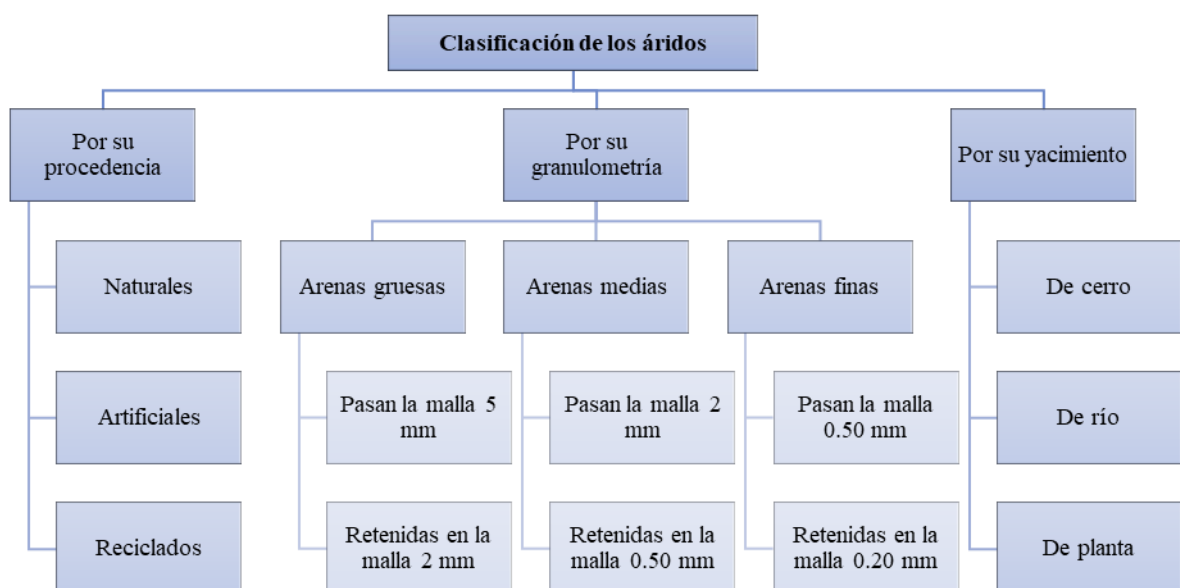 Clasificación de los áridos
Por su
procedencia
Por su
granulometría
Por su yacimiento
Naturales
Arenas gruesas
Arenas medias
Arenas finas
De cerro
Artificiales
Pasan la malla 5
mm
Pasan la malla 2
mm
Pasan la malla
0.50 mm
De río
Reciclados
Retenidas en la
malla 2 mm
Retenidas en la
malla 0.50 mm
Retenidas en la
malla 0.20 mm
De planta